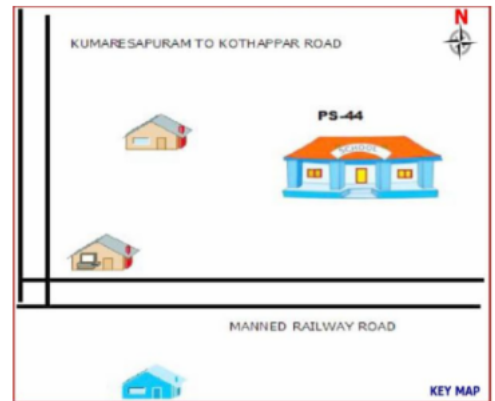 N
KUMARESAPURAM TO KOTHAPPAR ROAD
PS-44
SCHOOL
MANNED RAILWAY ROAD
KEY MAP